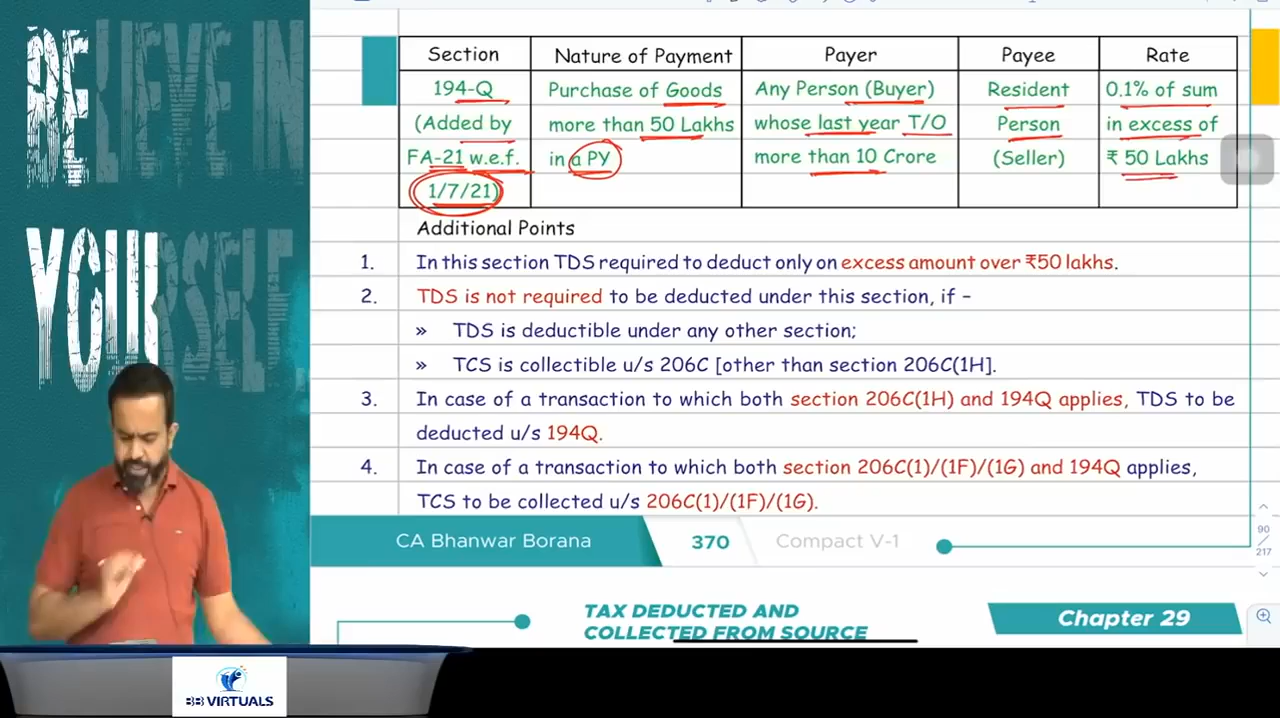 BELIEVE IN
YOURSELF
Section Nature of Payment Payer Payee Rate
194-Q Purchase of Goods Any Person (Buyer) Resident 0.1% of sum
(Added by more than 50 Lakhs whose last year T/O Person in excess of
FA-21 w.e.f. in a PY more than 10 Crore (Seller) ₹ 50 Lakhs
1/7/21)
Additional Points
1. In this section TDS required to deduct only on excess amount over ₹50 lakhs.
2. TDS is not required to be deducted under this section, if –
» TDS is deductible under any other section;
» TCS is collectible u/s 206C [other than section 206C(1H].
3. In case of a transaction to which both section 206C(1H) and 194Q applies, TDS to be
deducted u/s 194Q.
4. In case of a transaction to which both section 206C(1)/(1F)/(1G) and 194Q applies,
TCS to be collected u/s 206C(1)/(1F)/(1G).
CA Bhanwar Borana 370 Compact V-1
90
/
217
TAX DEDUCTED AND
COLLECTED FROM SOURCE
Chapter 29
BB VIRTUALS